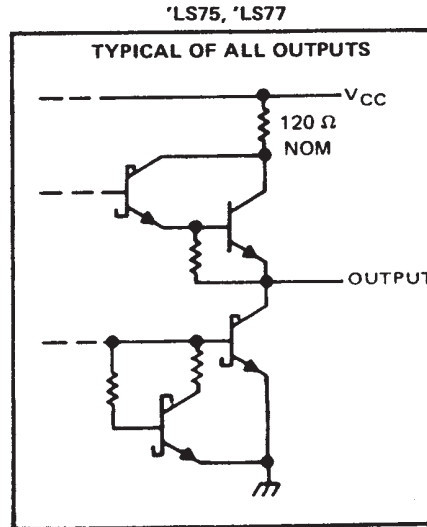 'LS75, 'LS77
TYPICAL OF ALL OUTPUTS
VCC
120 Ω
NOM
OUTPUT